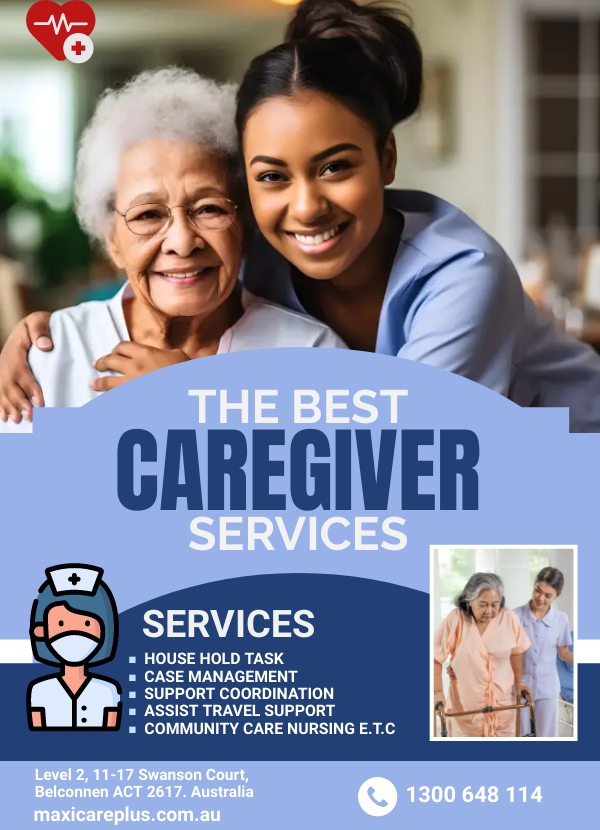 THE BEST
CAREGIVER
SERVICES
SERVICES
HOUSE HOLD TASK
CASE MANAGEMENT
SUPPORT COORDINATION
ASSIST TRAVEL SUPPORT
COMMUNITY CARE NURSING E.T.C
Level 2, 11-17 Swanson Court,
Belconnen ACT 2617. Australia
maxicareplus.com.au
1300 648 114